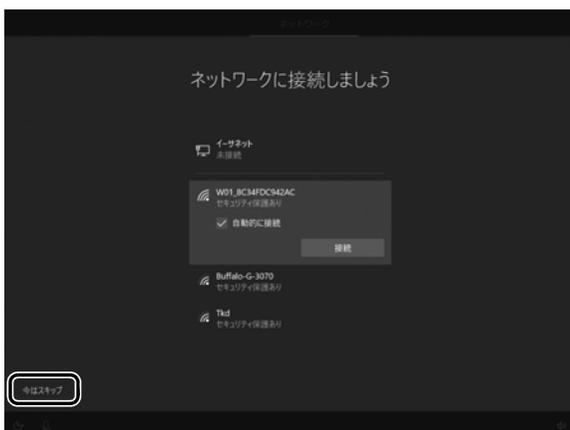 ネットワーク
ネットワークに接続しましょう
イーサネット
未接続
W01_8C34FDC942AC
セキュリティ保護あり
自動的に接続
接続
Buffalo-G-3070
セキュリティ保護あり
Tkd
セキュリティ保護あり
今はスキップ